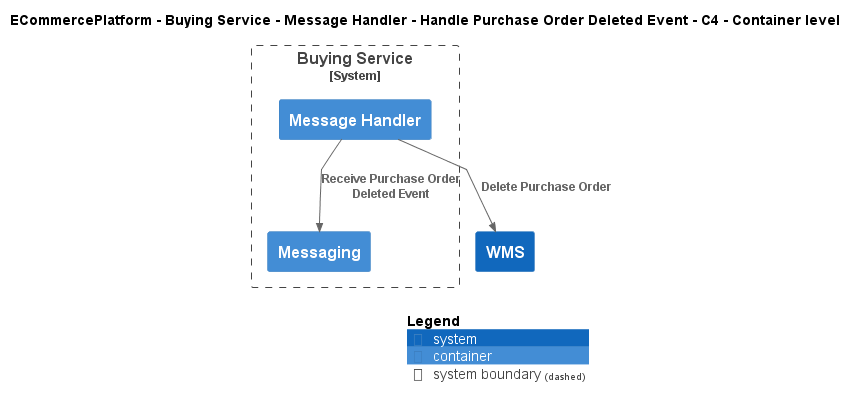 ECommercePlatform - Buying Service - Message Handler - Handle Purchase Order Deleted Event - C4 - Container level
Buying Service
[System]
Message Handler
Receive Purchase Order
Deleted Event
Delete Purchase Order
Messaging
WMS
Legend
system
container
system boundary (dashed)